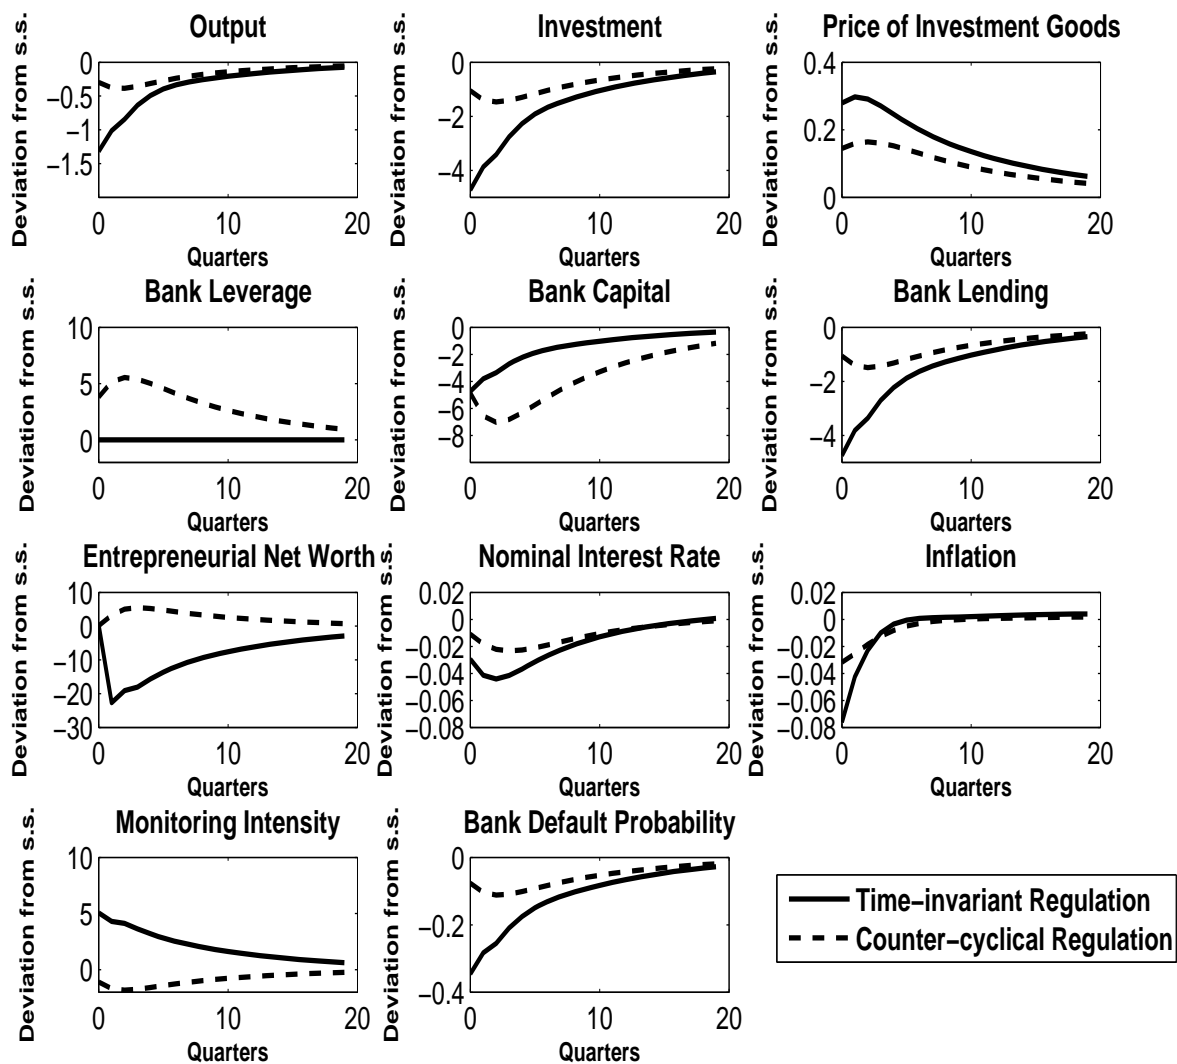 Output
Deviation from s.s.
0
−0.5
−1
−1.5
0 10 20
Quarters
Investment
Deviation from s.s.
0
−2
−4
0 10 20
Quarters
Price of Investment Goods
Deviation from s.s.
0.4
0.2
0
0 10 20
Quarters
Bank Leverage
Deviation from s.s.
10
5
0
0 10 20
Quarters
Bank Capital
Deviation from s.s.
0
−2
−4
−6
−8
0 10 20
Quarters
Bank Lending
Deviation from s.s.
0
−2
−4
0 10 20
Quarters
Entrepreneurial Net Worth
Deviation from s.s.
10
0
−10
−20
−30
0 10 20
Quarters
Nominal Interest Rate
Deviation from s.s.
0.02
0
−0.02
−0.04
−0.06
−0.08
0 10 20
Quarters
Inflation
Deviation from s.s.
0.02
0
−0.02
−0.04
−0.06
−0.08
0 10 20
Quarters
Monitoring Intensity
Deviation from s.s.
10
5
0
0 10 20
Quarters
Bank Default Probability
Deviation from s.s.
0
−0.2
−0.4
0 10 20
Quarters
Time−invariant Regulation
Counter−cyclical Regulation